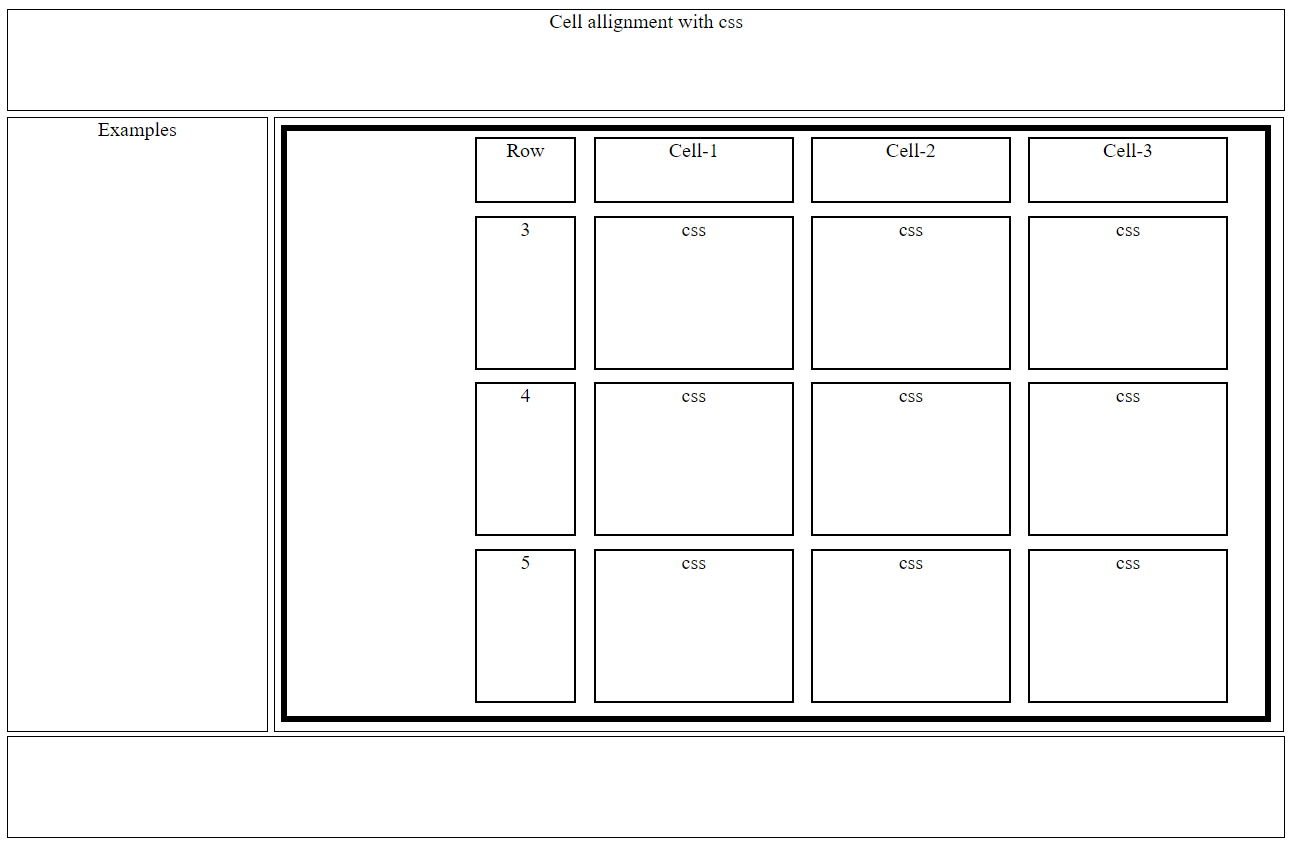 Cell allignment with css
Examples
Row Cell-1 Cell-2 Cell-3
3 css css css
4 css css css
5 css css css